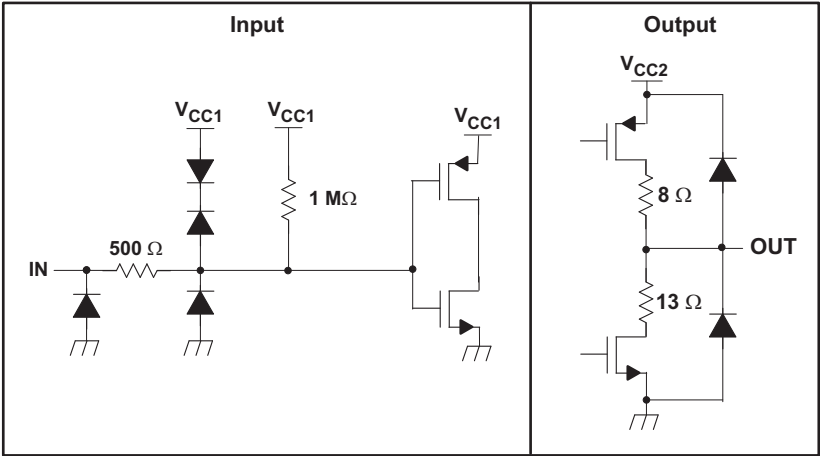 Input
VCC1
VCC1
VCC1
1 MΩ
500 Ω
IN
Output
VCC2
8 Ω
OUT
13 Ω